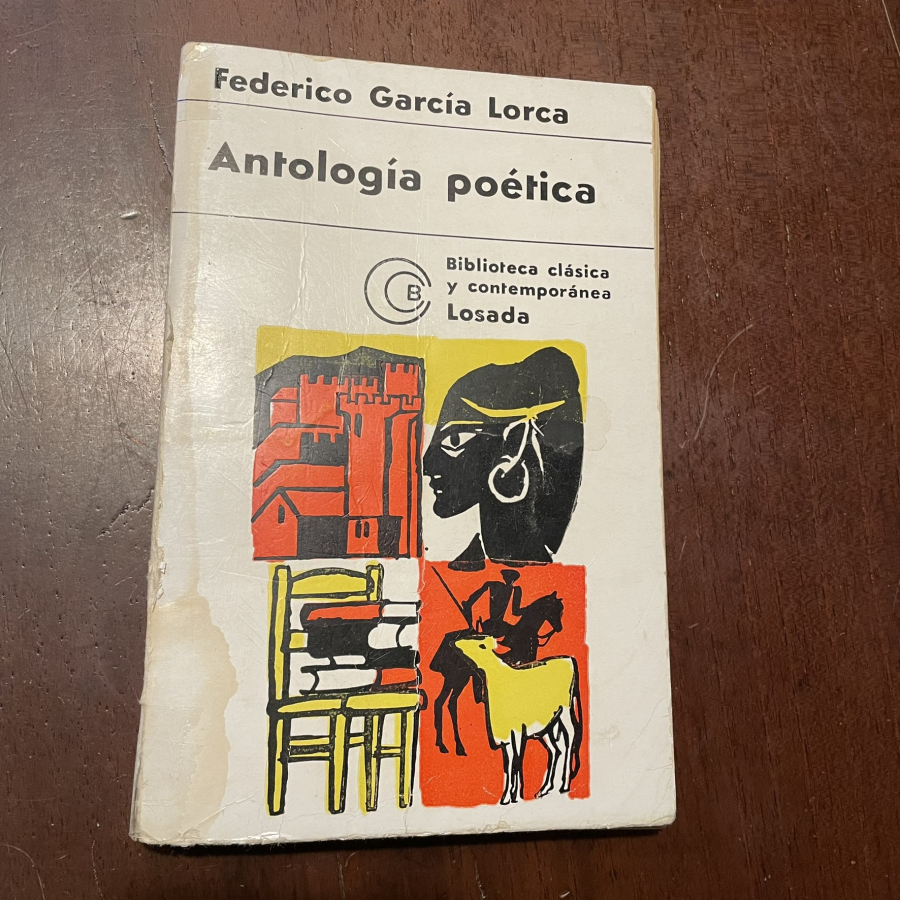 Federico García Lorca
Antología poética
B
Biblioteca clásica
y contemporánea
Losada